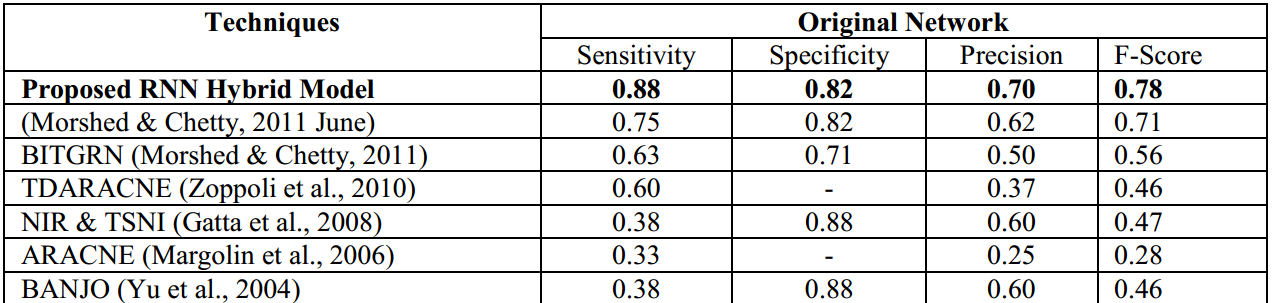 Techniques Original Network
Sensitivity Specificity Precision F-Score
Proposed RNN Hybrid Model 0.88 0.82 0.70 0.78
(Morshed & Chetty, 2011 June) 0.75 0.82 0.62 0.71
BITGRN (Morshed & Chetty, 2011) 0.63 0.71 0.50 0.56
TDARACNE (Zoppoli et al., 2010) 0.60 - 0.37 0.46
NIR & TSNI (Gatta et al., 2008) 0.38 0.88 0.60 0.47
ARACNE (Margolin et al., 2006) 0.33 - 0.25 0.28
BANJO (Yu et al., 2004) 0.38 0.88 0.60 0.46